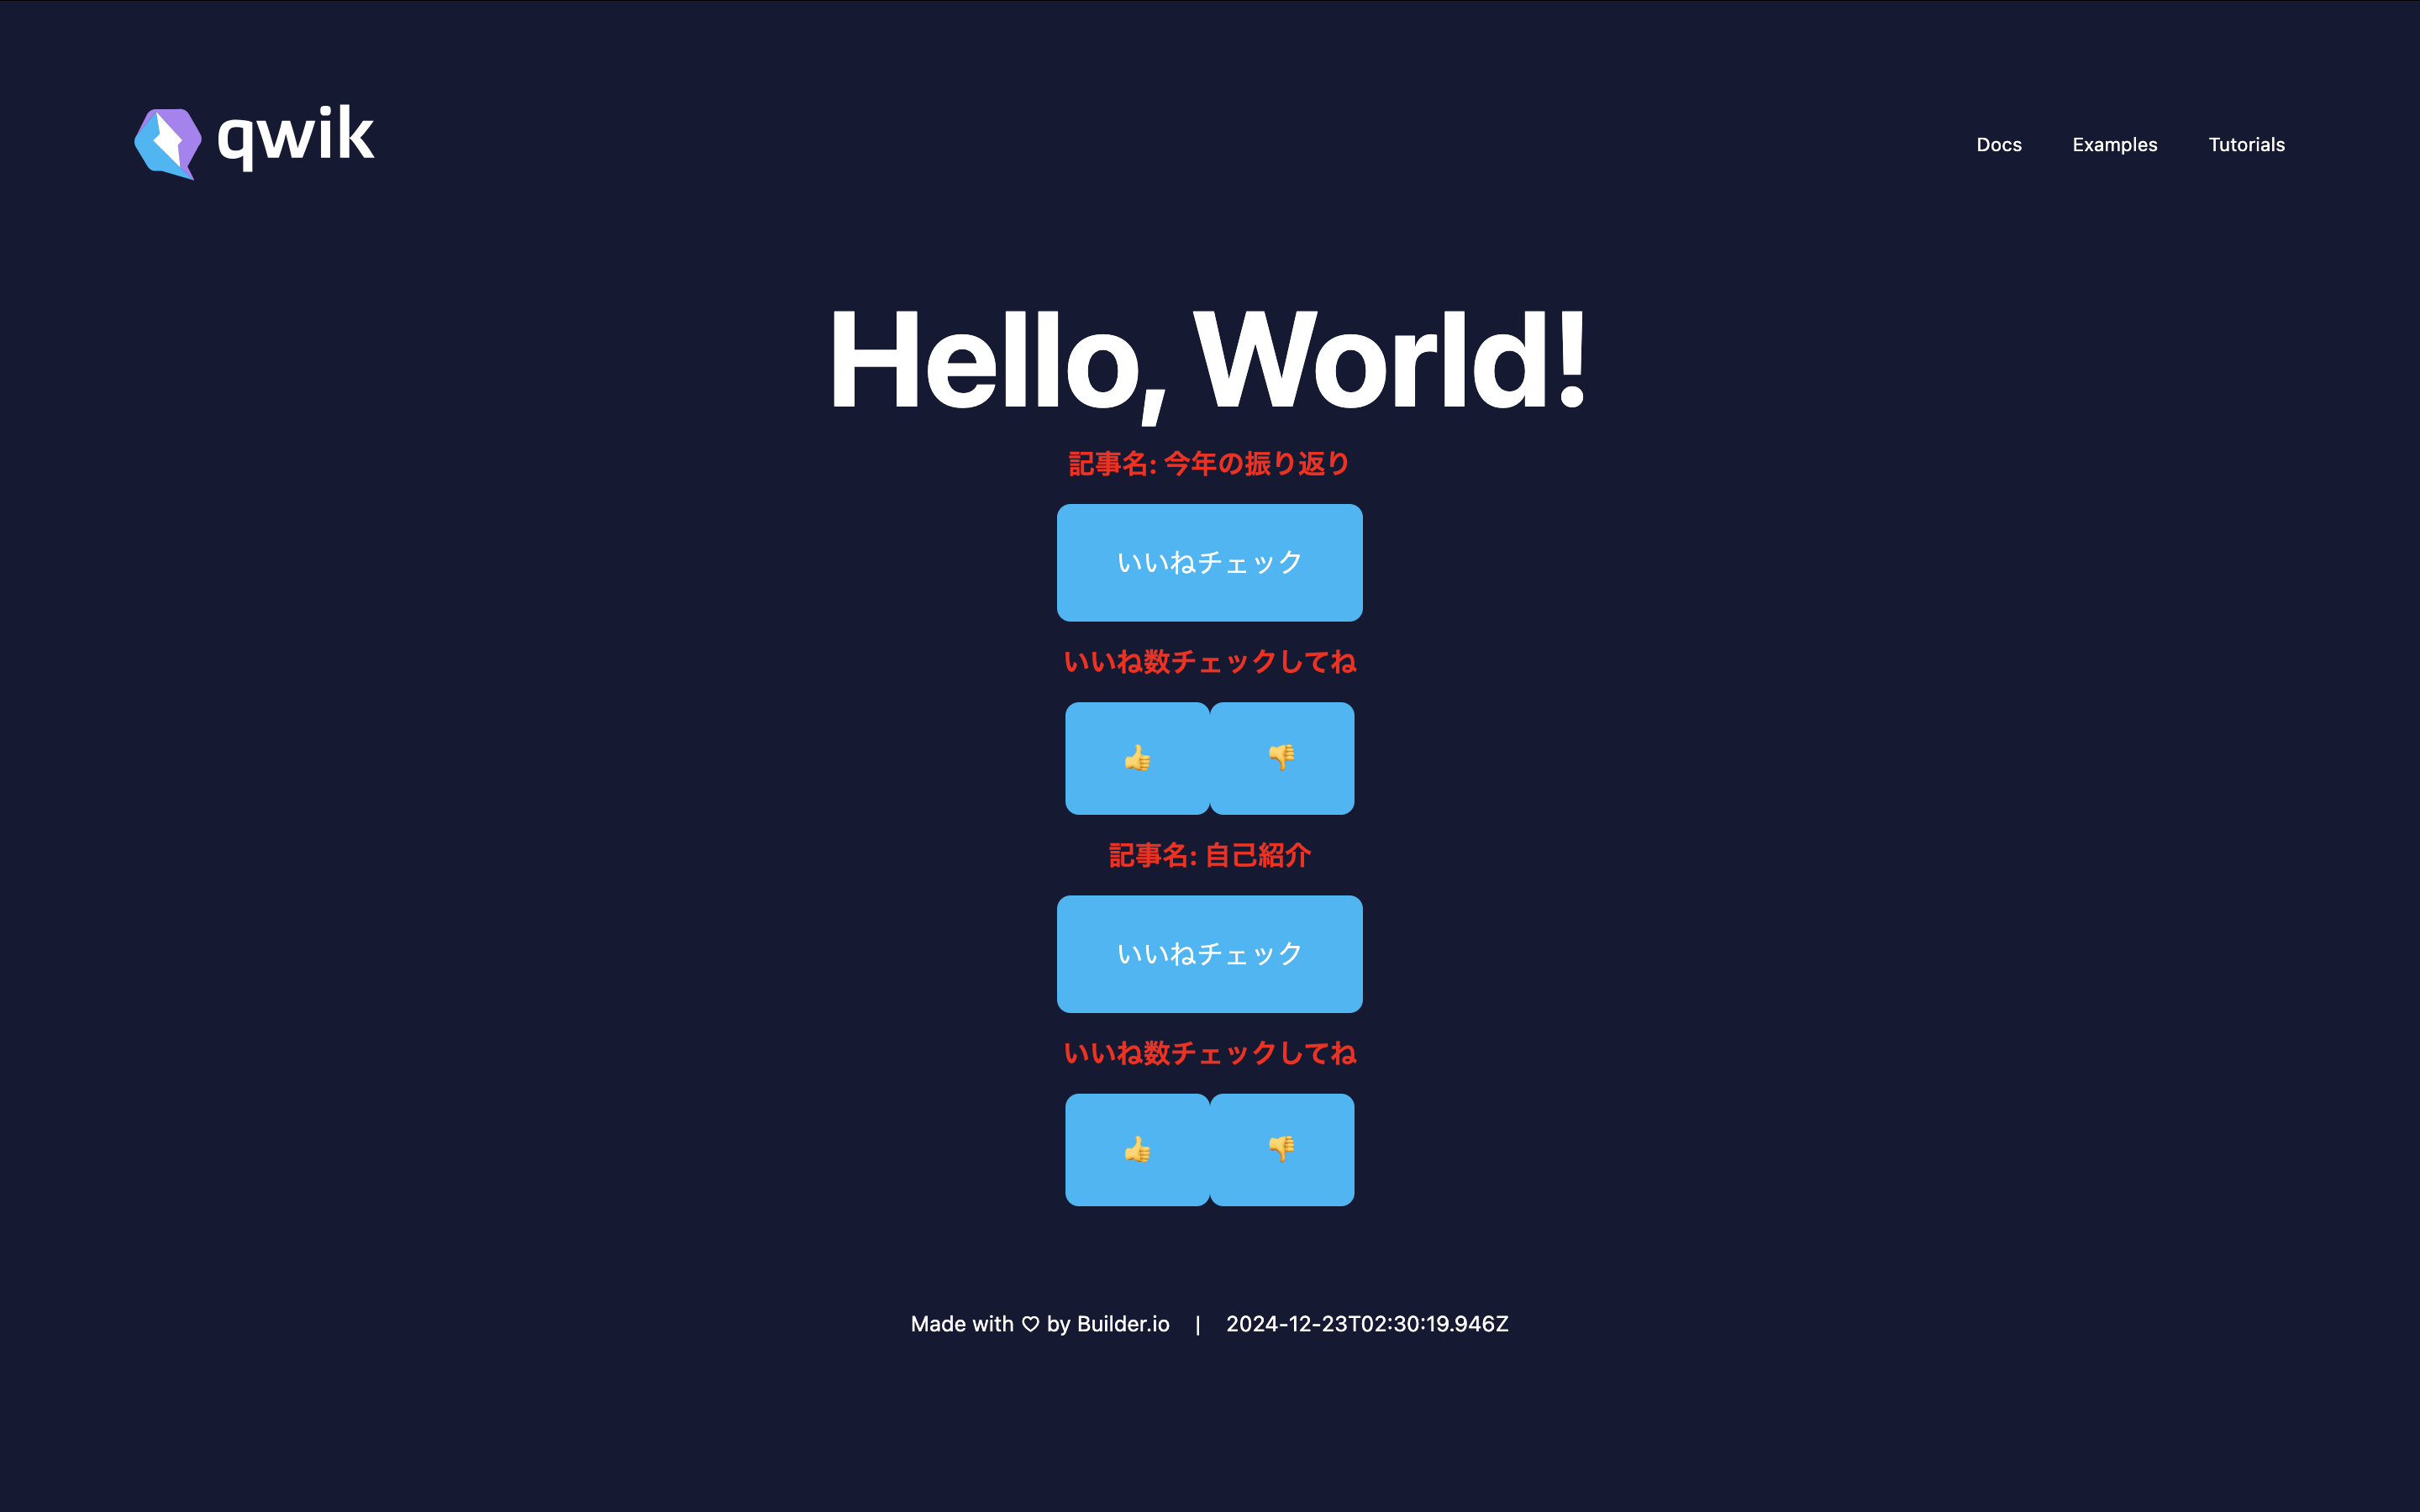 qwik
Docs Examples Tutorials
Hello, World!
記事名: 今年の振り返り
いいねチェック
いいね数チェックしてね
👍 👎
記事名: 自己紹介
いいねチェック
いいね数チェックしてね
👍 👎
Made with ♡ by Builder.io | 2024-12-23T02:30:19.946Z